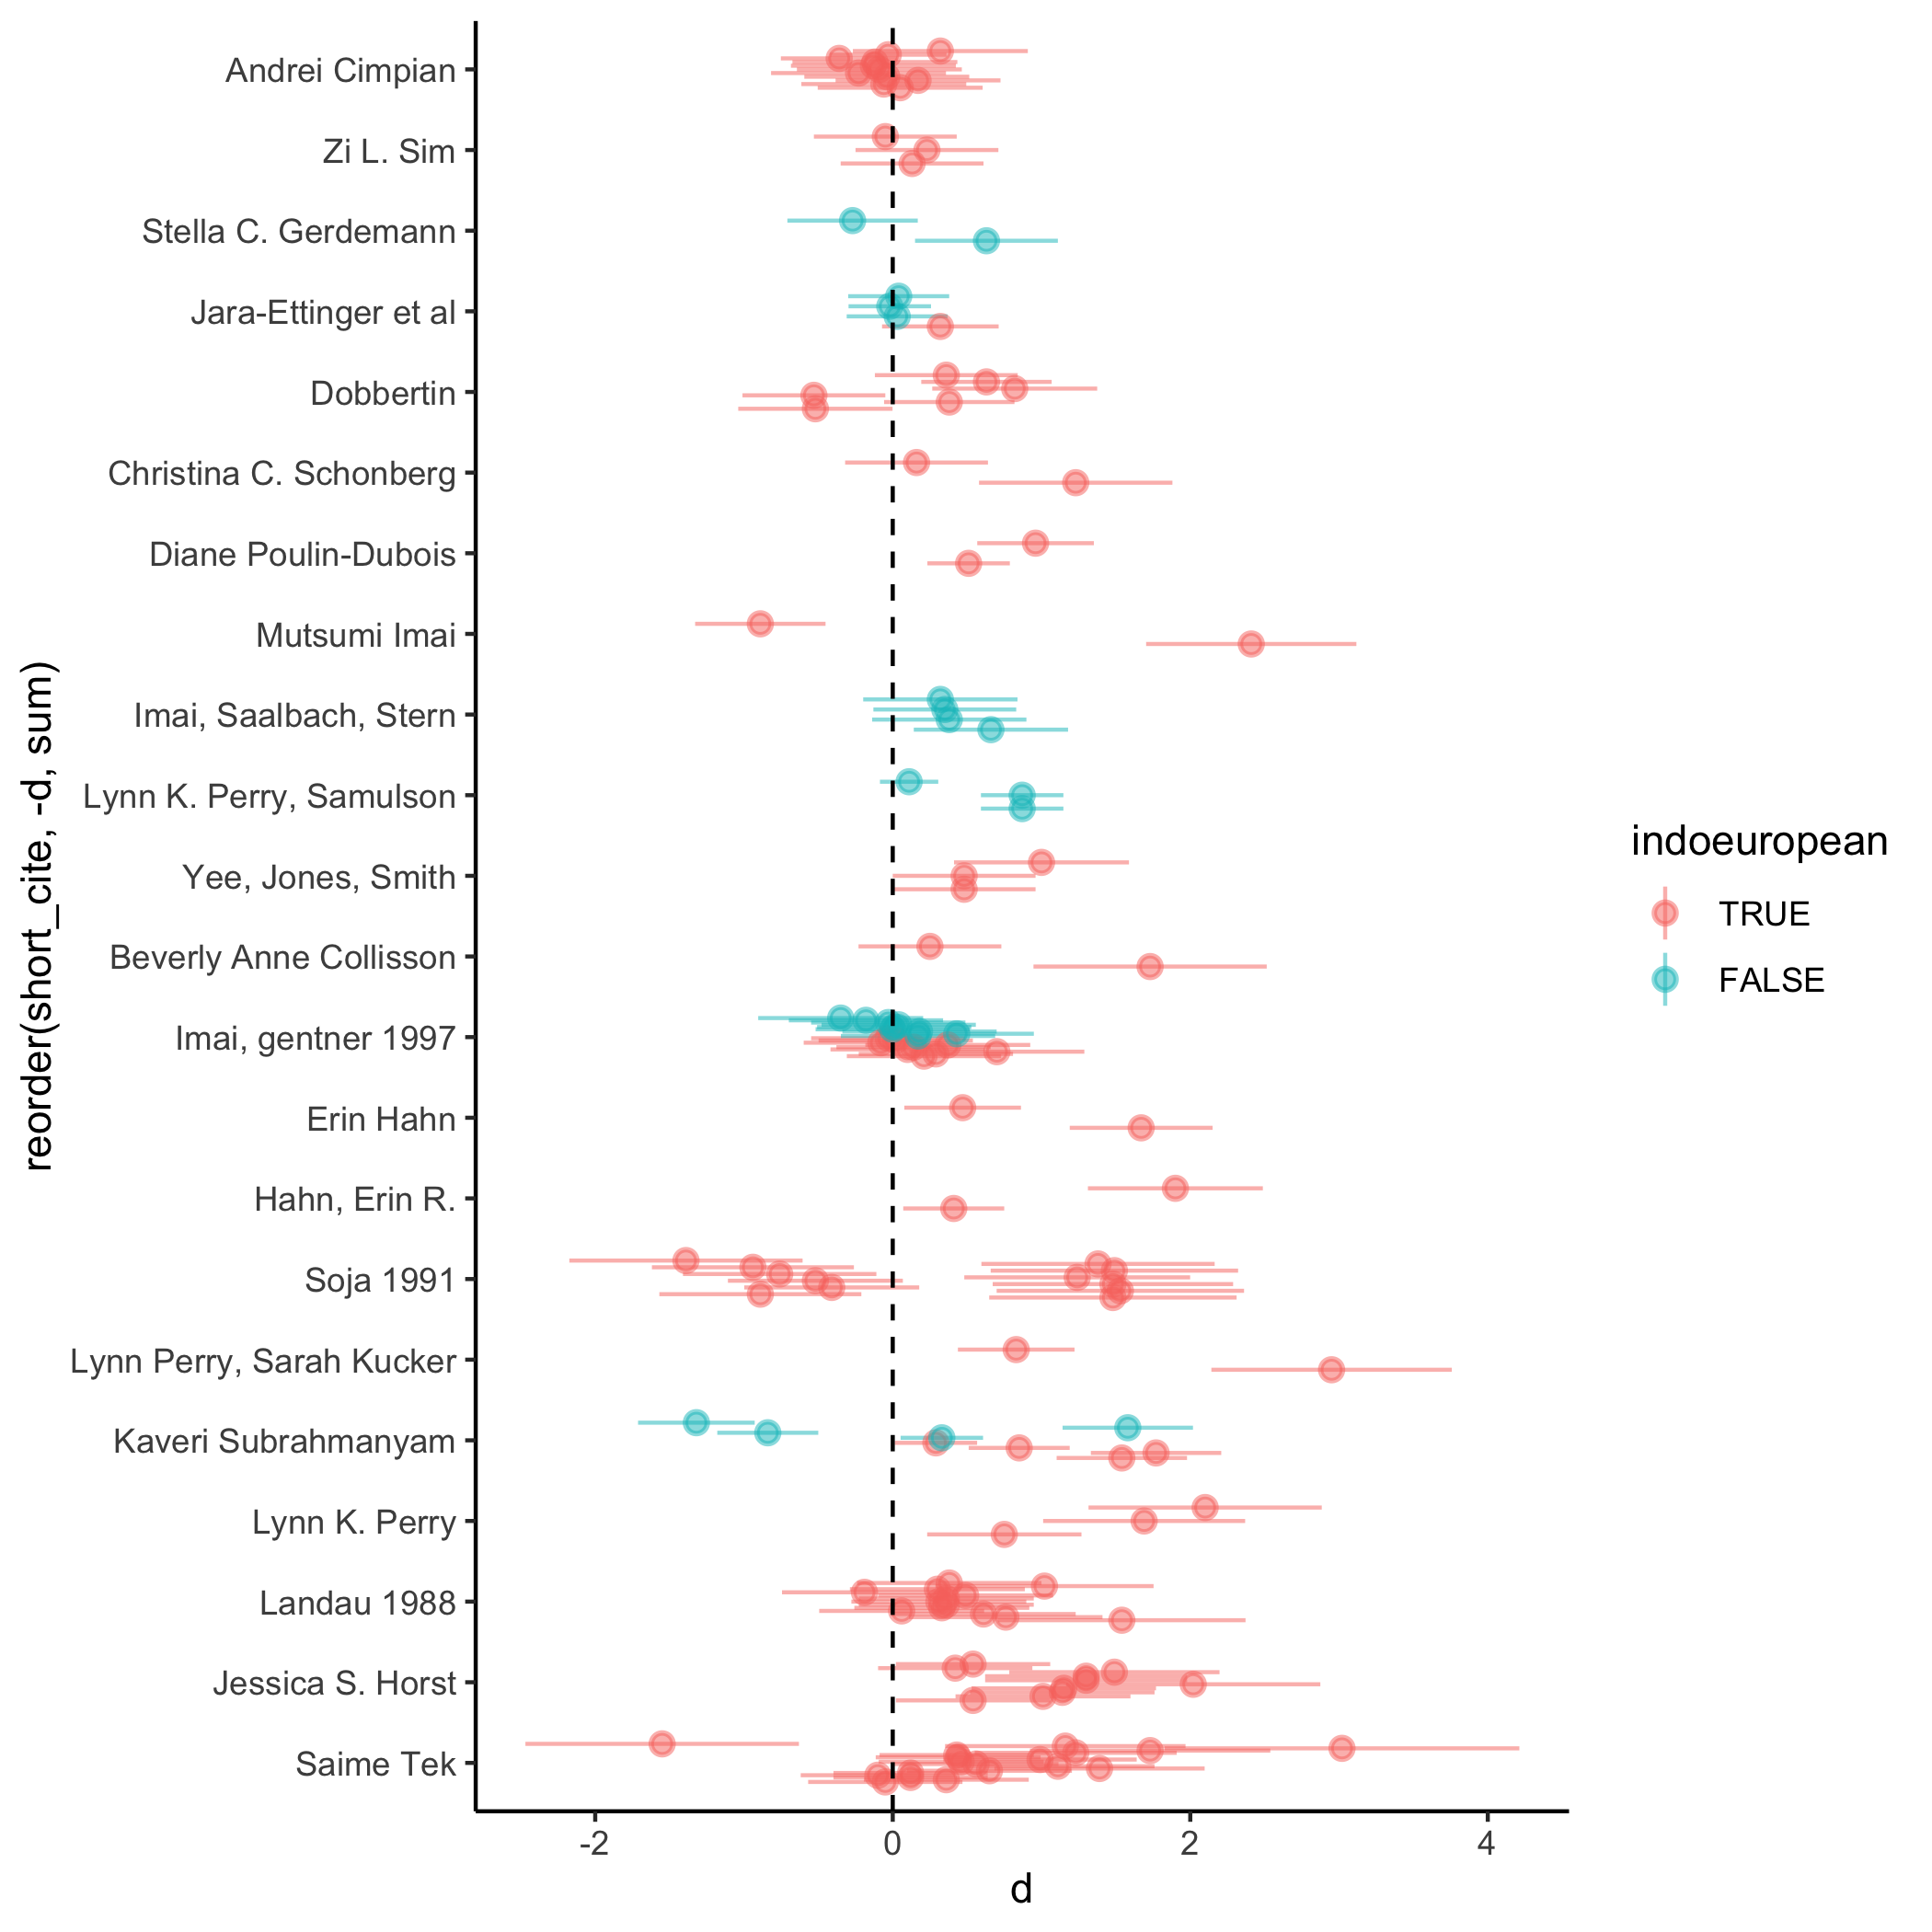 Andrei Cimpian
Zi L. Sim
Stella C. Gerdemann
Jara-Ettinger et al
Dobbertin
Christina C. Schonberg
Diane Poulin-Dubois
Mutsumi Imai
Imai, Saalbach, Stern
Lynn K. Perry, Samulson
Yee, Jones, Smith
Beverly Anne Collisson
Imai, gentner 1997
Erin Hahn
Hahn, Erin R.
Soja 1991
Lynn Perry, Sarah Kucker
Kaveri Subrahmanyam
Lynn K. Perry
Landau 1988
Jessica S. Horst
Saime Tek
reorder(short_cite, -d, sum)
-2 0 2 4
d
indoeuropean
TRUE
FALSE